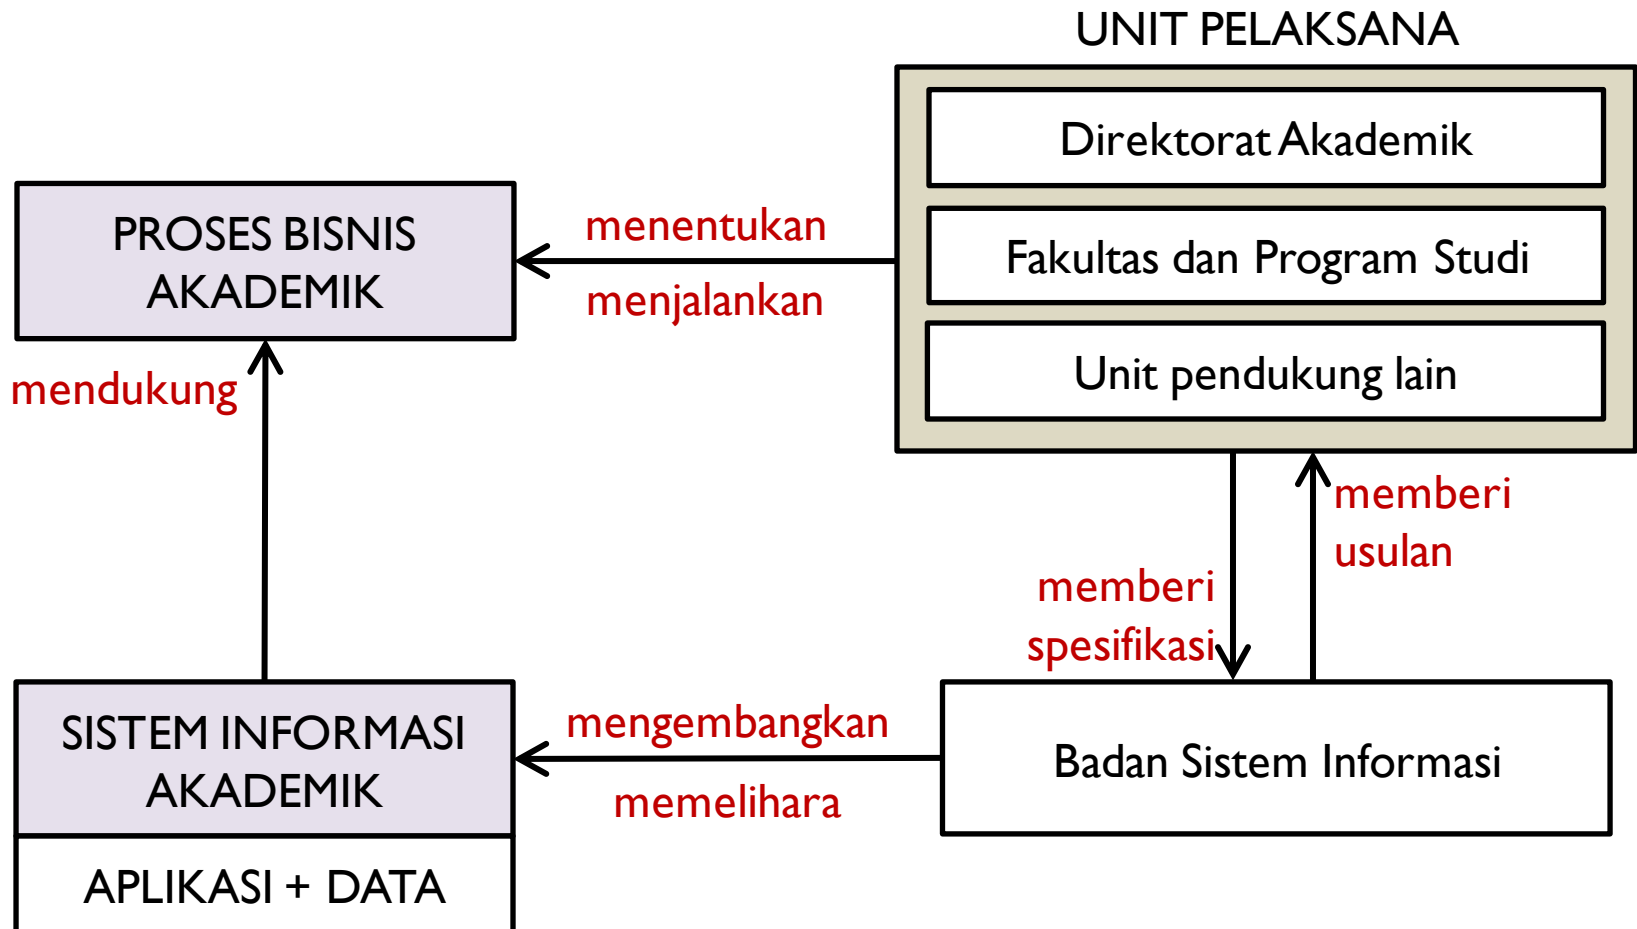 UNIT PELAKSANA
Direktorat Akademik
PROSES BISNIS
AKADEMIK
menentukan
menjalankan
Fakultas dan Program Studi
Unit pendukung lain
mendukung
memberi
usulan
memberi
spesifikasi
SISTEM INFORMASI
AKADEMIK
mengembangkan
memelihara
Badan Sistem Informasi
APLIKASI + DATA